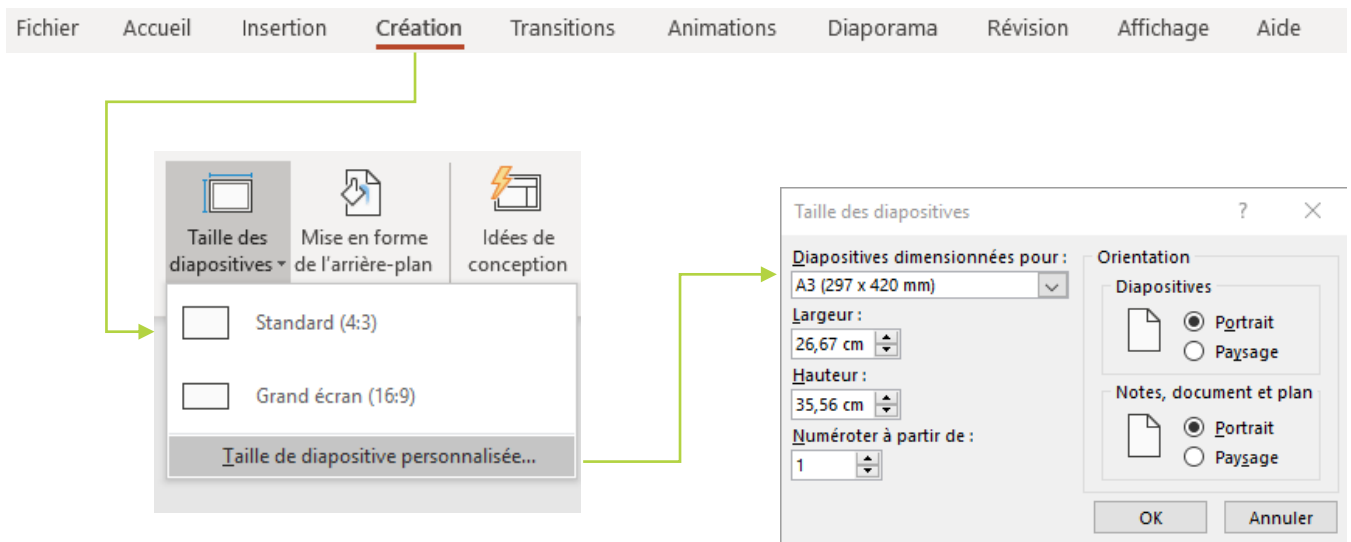 Fichier Accueil Insertion Création Transitions Animations Diaporama Révision Affichage Aide
Taille des
diapositives
Mise en forme
de l'arrière-plan
Idées de
conception
Standard (4:3)
Grand écran (16:9)
Taille de diapositive personnalisée...
Taille des diapositives ?
Diapositives dimensionnées pour :
A3 (297 x 420 mm)
Largeur :
26,67 cm
Hauteur :
35,56 cm
Numéroter à partir de :
1
Orientation
Diapositives
Portrait
Paysage
Notes, document et plan
Portrait
Paysage
OK Annuler